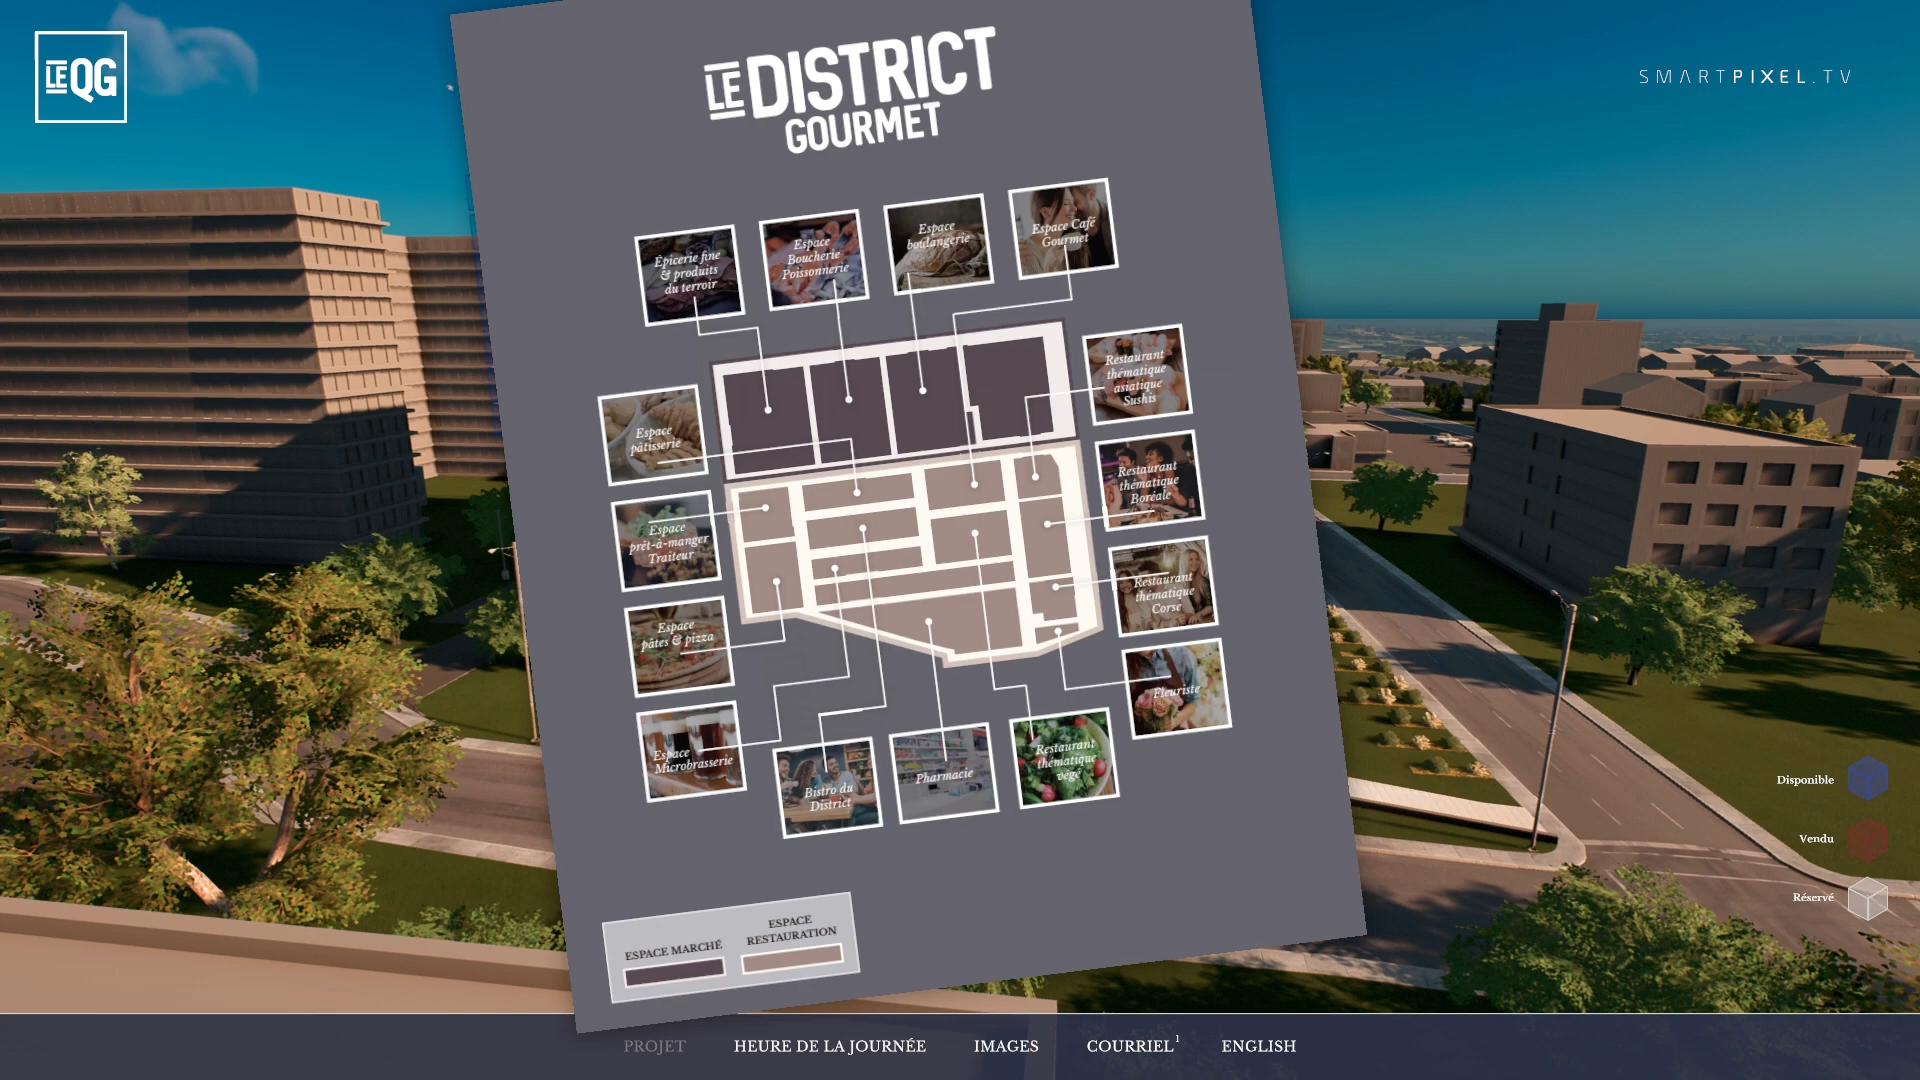 LE QG
SMARTPIXEL.TV
LE DISTRICT
GOURMET
Épicerie fine
& produits
du terroir
Espace
Boucherie
Poissonnerie
Espace
boulangerie
Espace Café
Gourmet
Restaurant
thématique
asiatique
Sushis
Espace
pâtisserie
Restaurant
thématique
Boréale
Espace
prêt-à-manger
Traiteur
Restaurant
thématique
Corse
Espace
pâtes & pizza
Fleuriste
Espace
Microbrasserie
Bistro du
District
Pharmacie
Restaurant
thématique
végé
Disponible
Vendu
Réservé
ESPACE MARCHÉ
ESPACE
RESTAURATION
PROJET
HEURE DE LA JOURNÉE
IMAGES
COURRIEL¹
ENGLISH